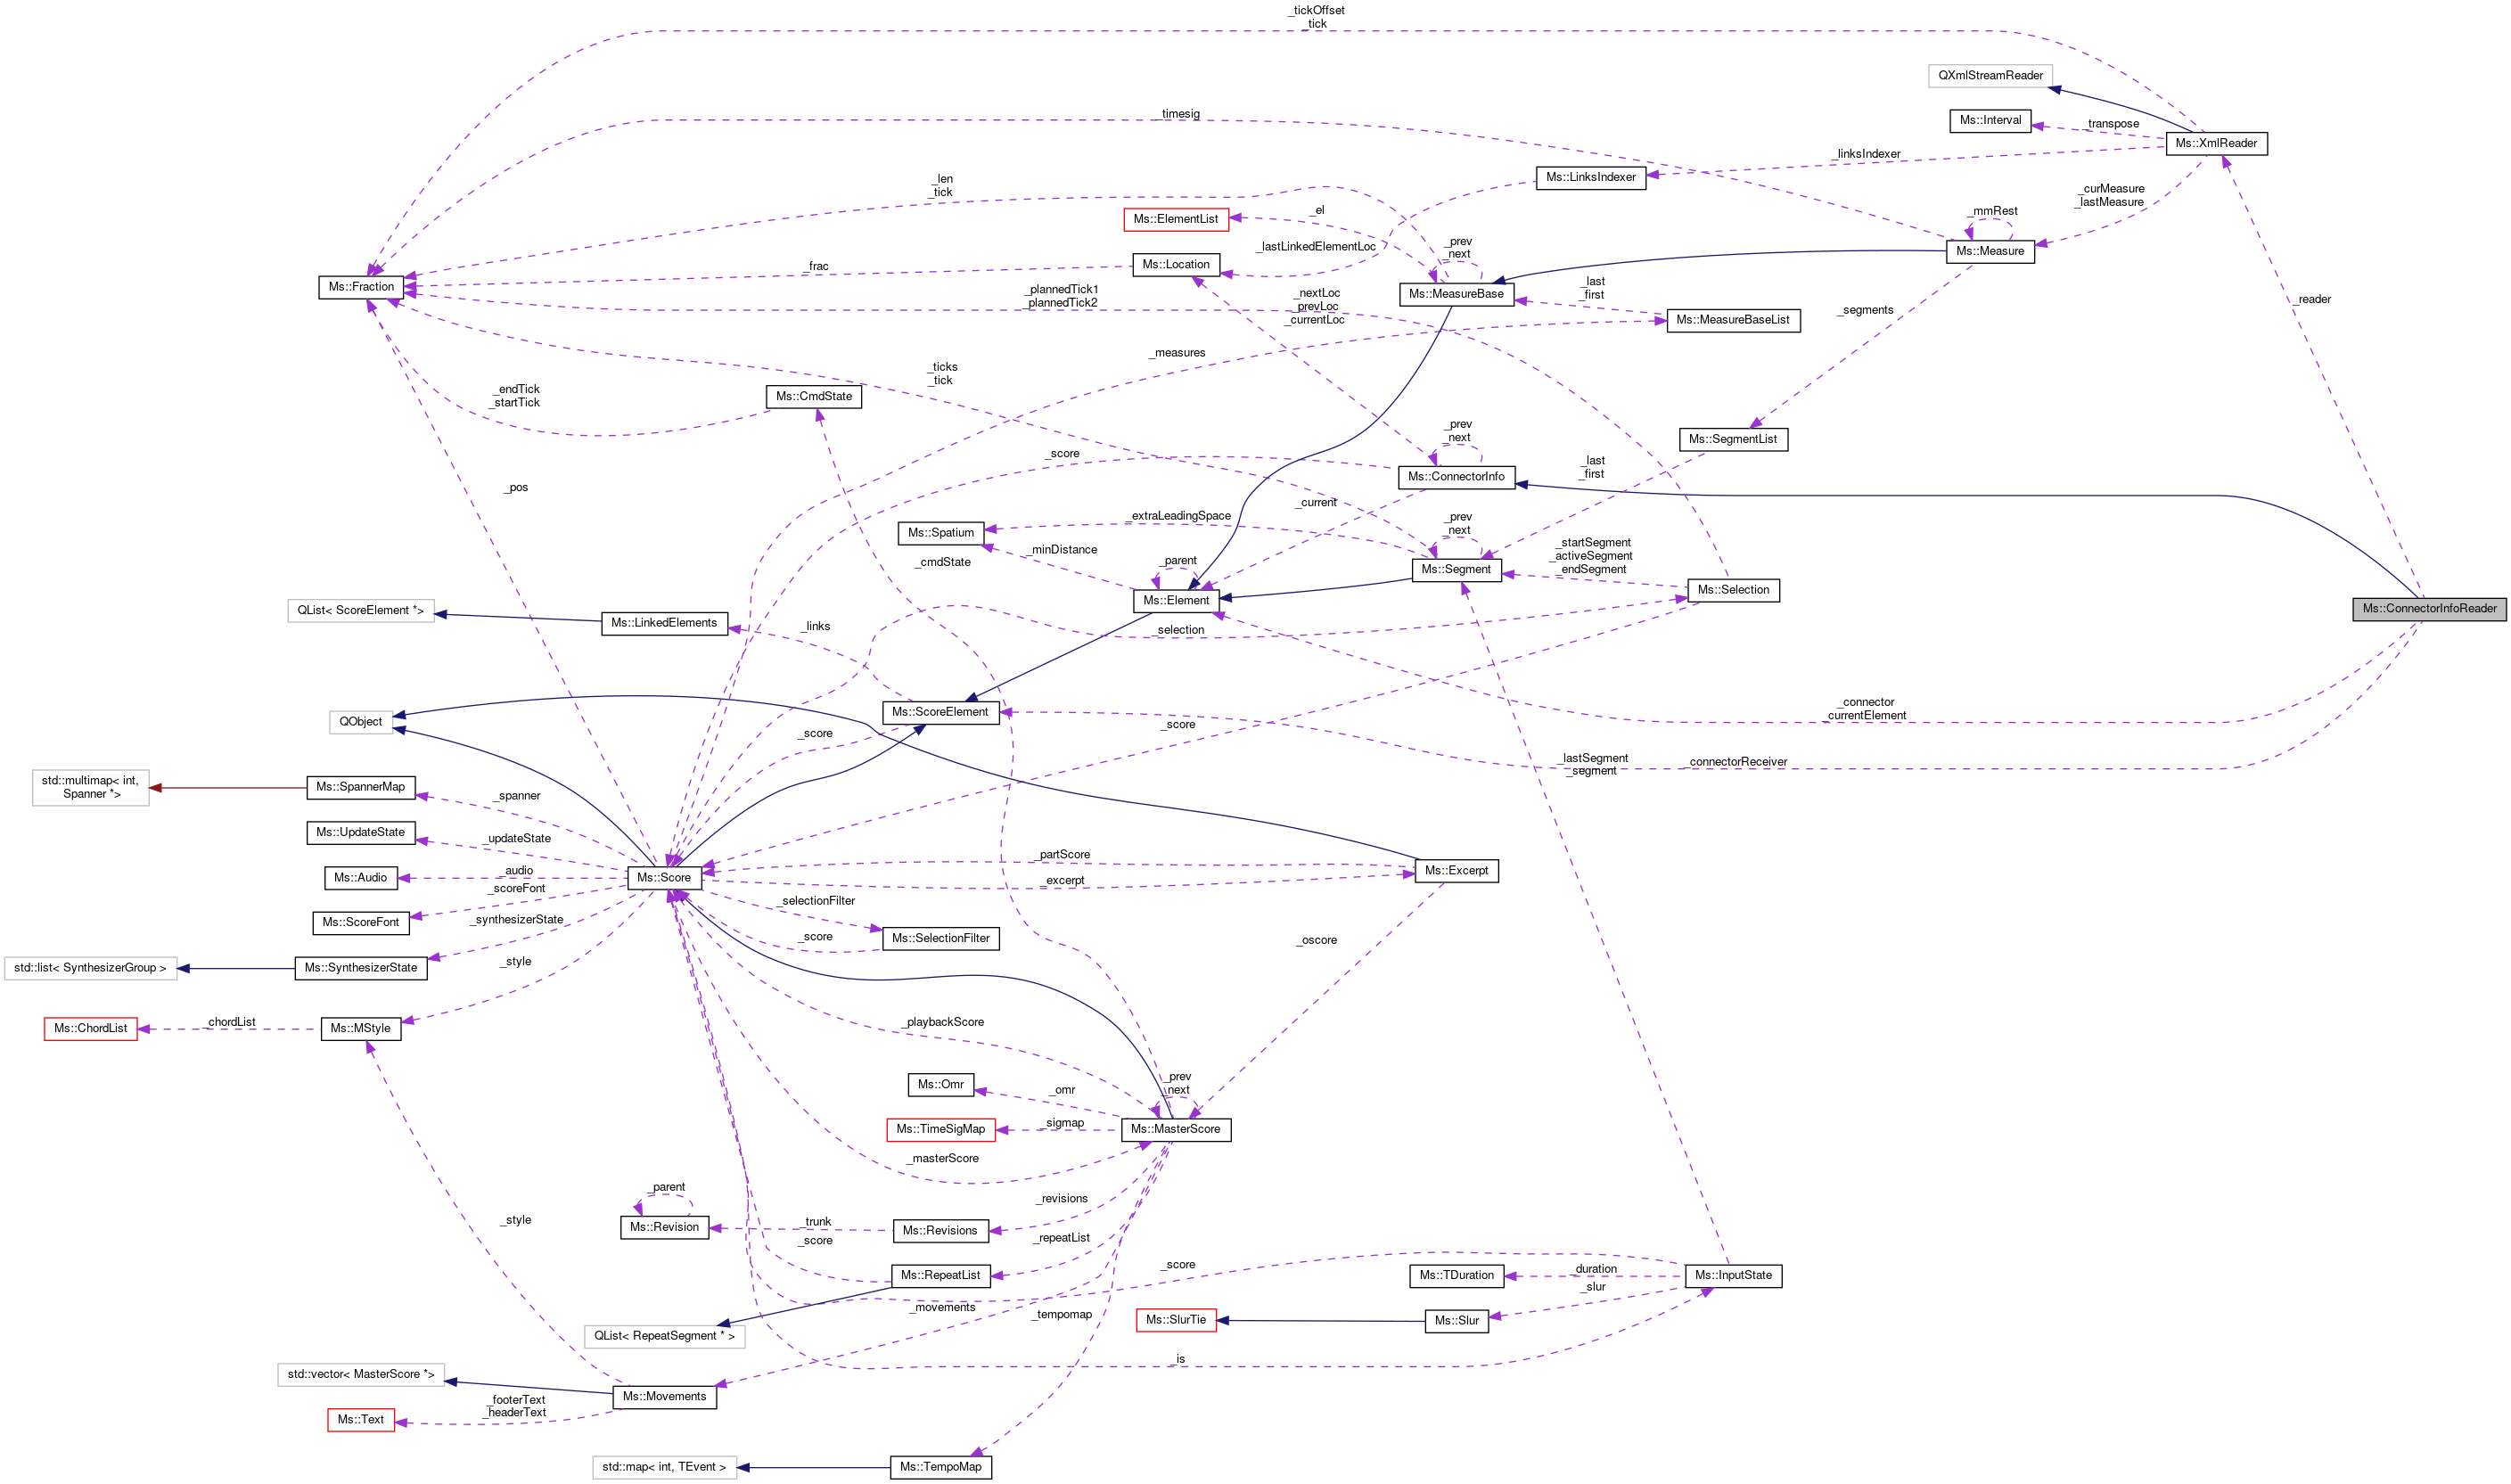 _tickOffset
_tick
QXmlStreamReader
Ms::Interval
_transpose
Ms::XmlReader
_timesig
_linksIndexer
Ms::LinksIndexer
_curMeasure
_lastMeasure
_len
_tick
Ms::ElementList
_el
_mmRest
Ms::Measure
_lastLinkedElementLoc
_prev
_next
Ms::Location
_frac
Ms::Fraction
Ms::MeasureBase
_last
_first
_plannedTick1
_plannedTick2
_nextLoc
_prevLoc
_currentLoc
Ms::MeasureBaseList
_segments
_reader
_measures
_ticks
_tick
_endTick
_startTick
Ms::CmdState
_prev
_next
Ms::SegmentList
_score
Ms::ConnectorInfo
_last
_first
_pos
_current
_extraLeadingSpace
Ms::Spatium
_prev
_next
_minDistance
_startSegment
_activeSegment
_endSegment
_cmdState
_parent
Ms::Segment
Ms::Selection
Ms::Element
QList< ScoreElement *>
Ms::LinkedElements
_links
_selection
Ms::ConnectorInfoReader
QObject
Ms::ScoreElement
_score
_score
_connector
_currentElement
_lastSegment
_segment
_connectorReceiver
std::multimap< int,
Spanner *>
Ms::SpannerMap
_spanner
Ms::UpdateState
_updateState
_partScore
Ms::Audio
_audio
Ms::Score
_excerpt
Ms::Excerpt
_scoreFont
Ms::ScoreFont
_synthesizerState
_selectionFilter
_score
Ms::SelectionFilter
_oscore
std::list< SynthesizerGroup >
Ms::SynthesizerState
_style
Ms::ChordList
_chordList
Ms::MStyle
_playbackScore
Ms::Omr
_omr
_prev
_next
Ms::TimeSigMap
_sigmap
Ms::MasterScore
_masterScore
_parent
Ms::Revision
_trunk
Ms::Revisions
_revisions
_style
_score
_repeatList
Ms::RepeatList
_score
Ms::TDuration
_duration
Ms::InputState
_slur
_movements
_tempomap
Ms::SlurTie
Ms::Slur
QList< RepeatSegment * >
_is
std::vector< MasterScore *>
Ms::Movements
_footerText
_headerText
Ms::Text
std::map< int, TEvent >
Ms::TempoMap